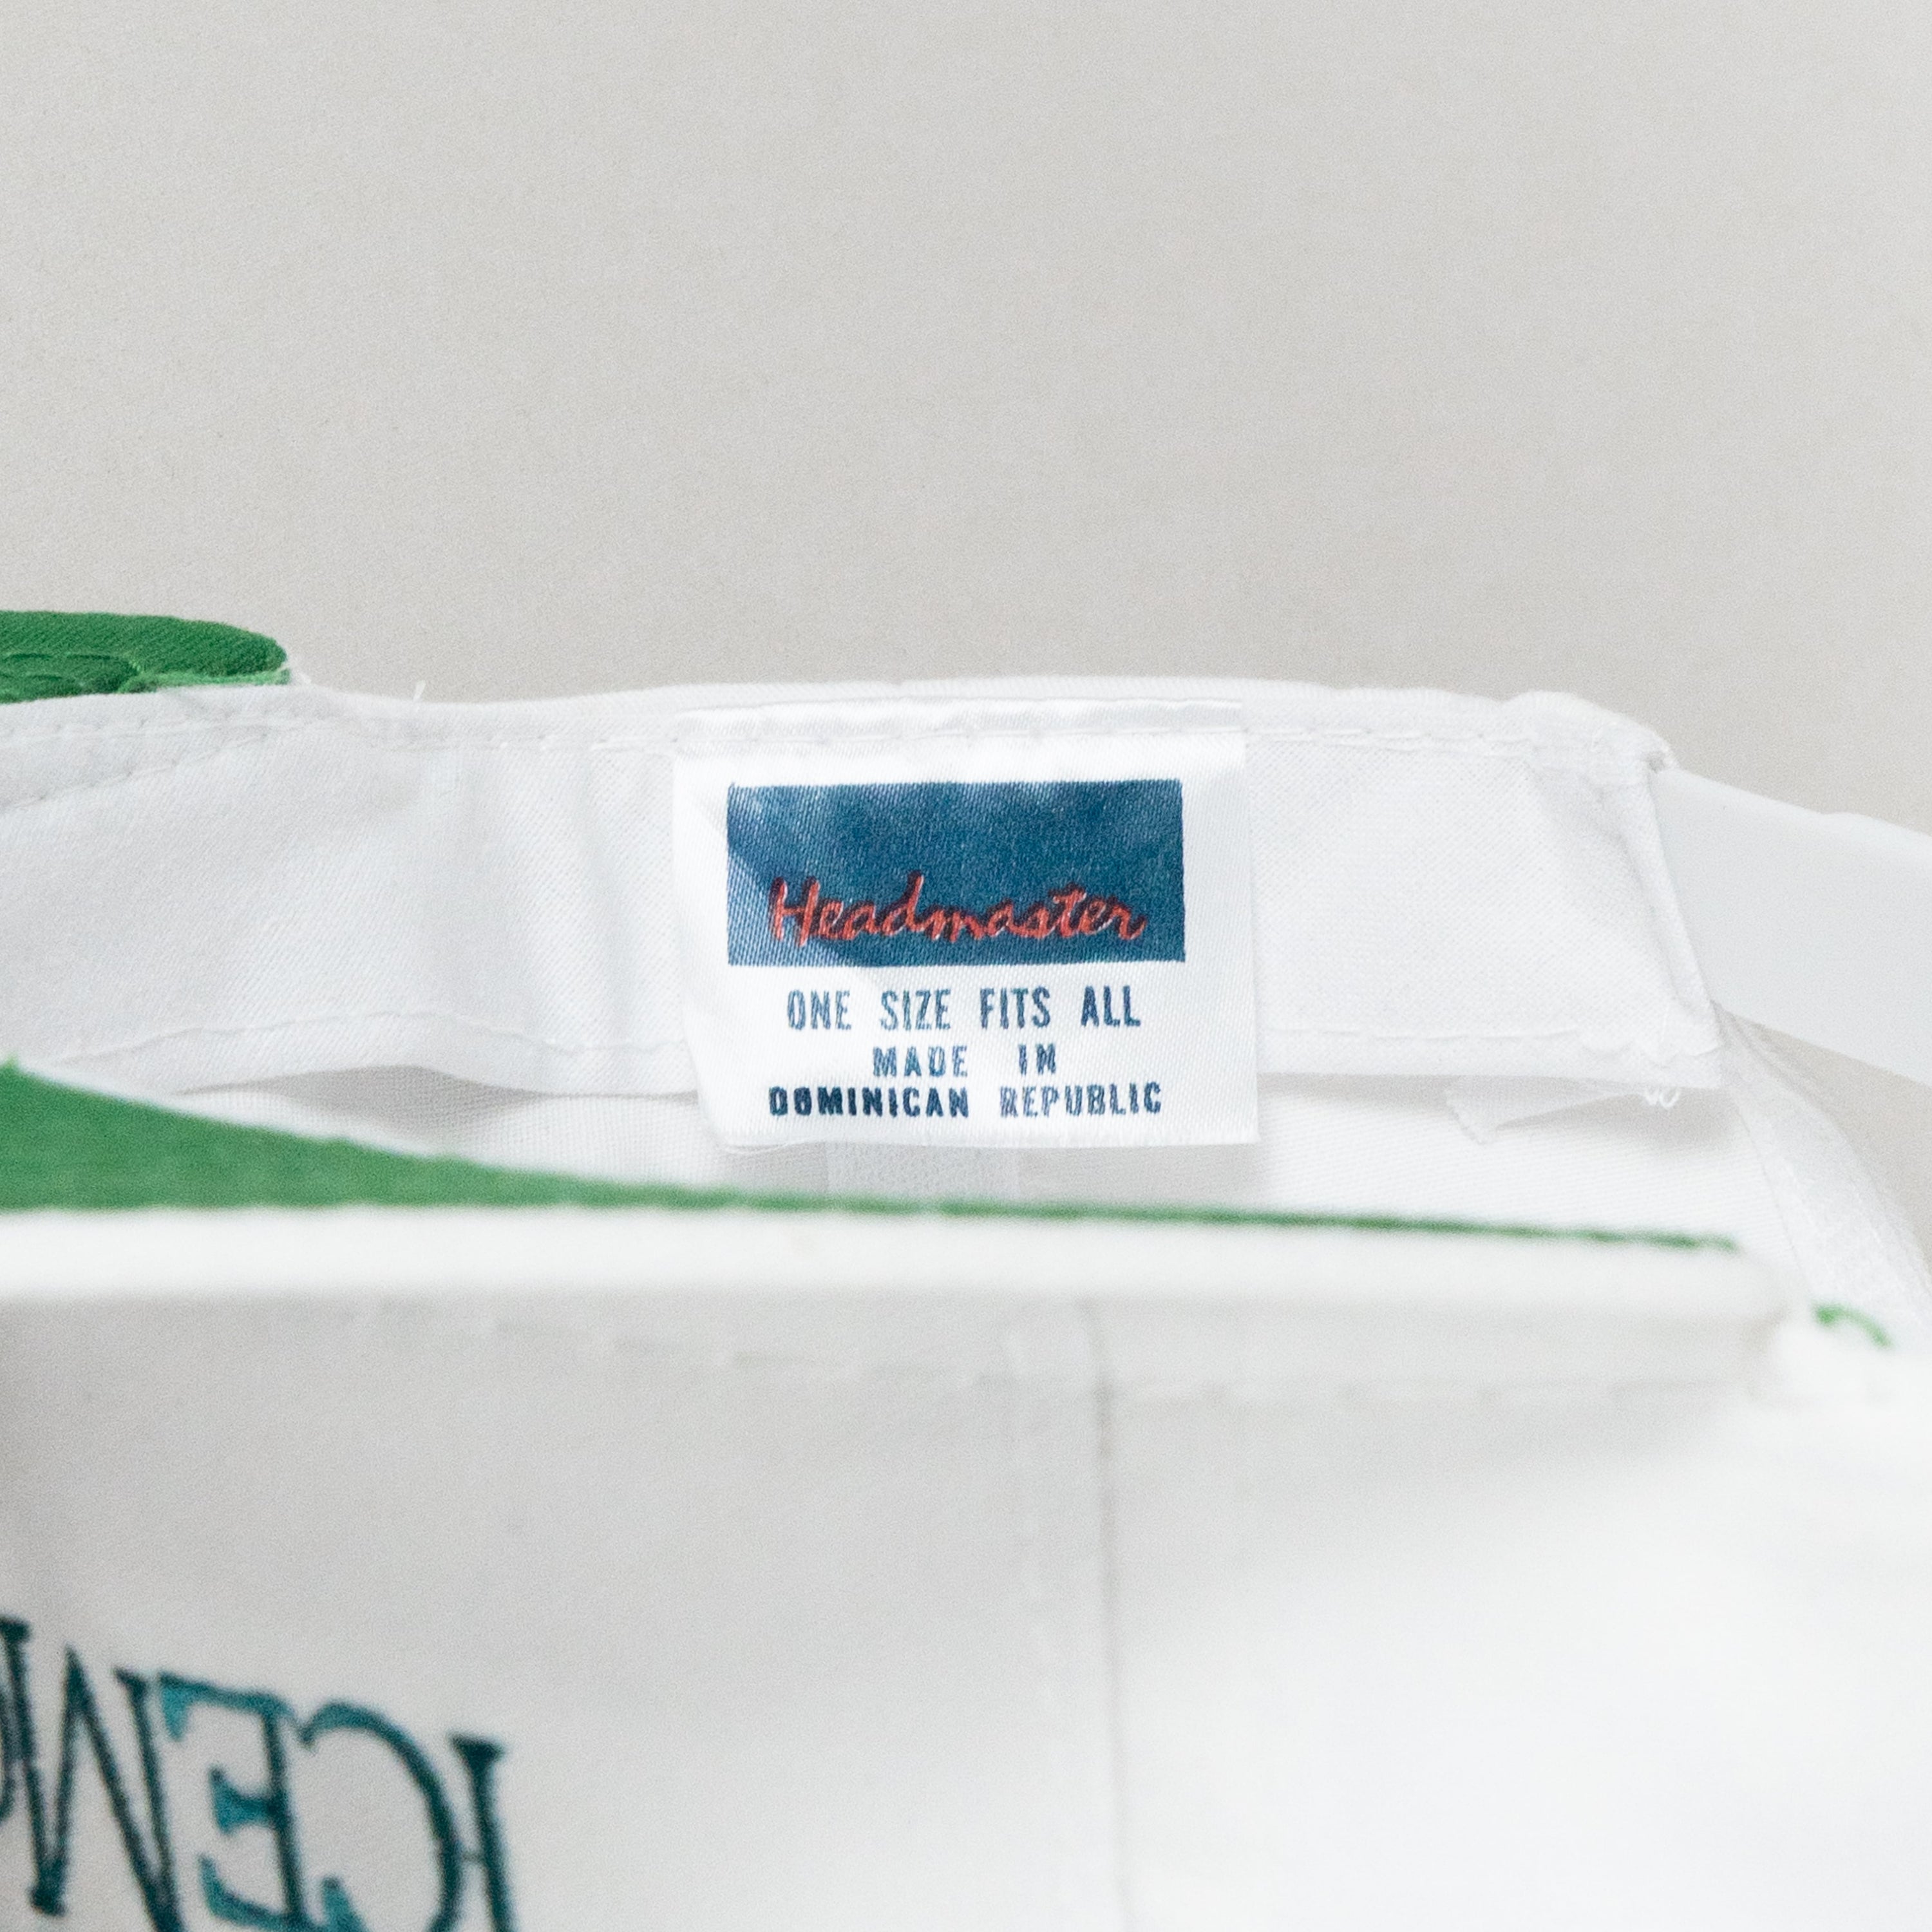 Headmaster
ONE SIZE FITS ALL
MADE IN
DOMINICAN REPUBLIC